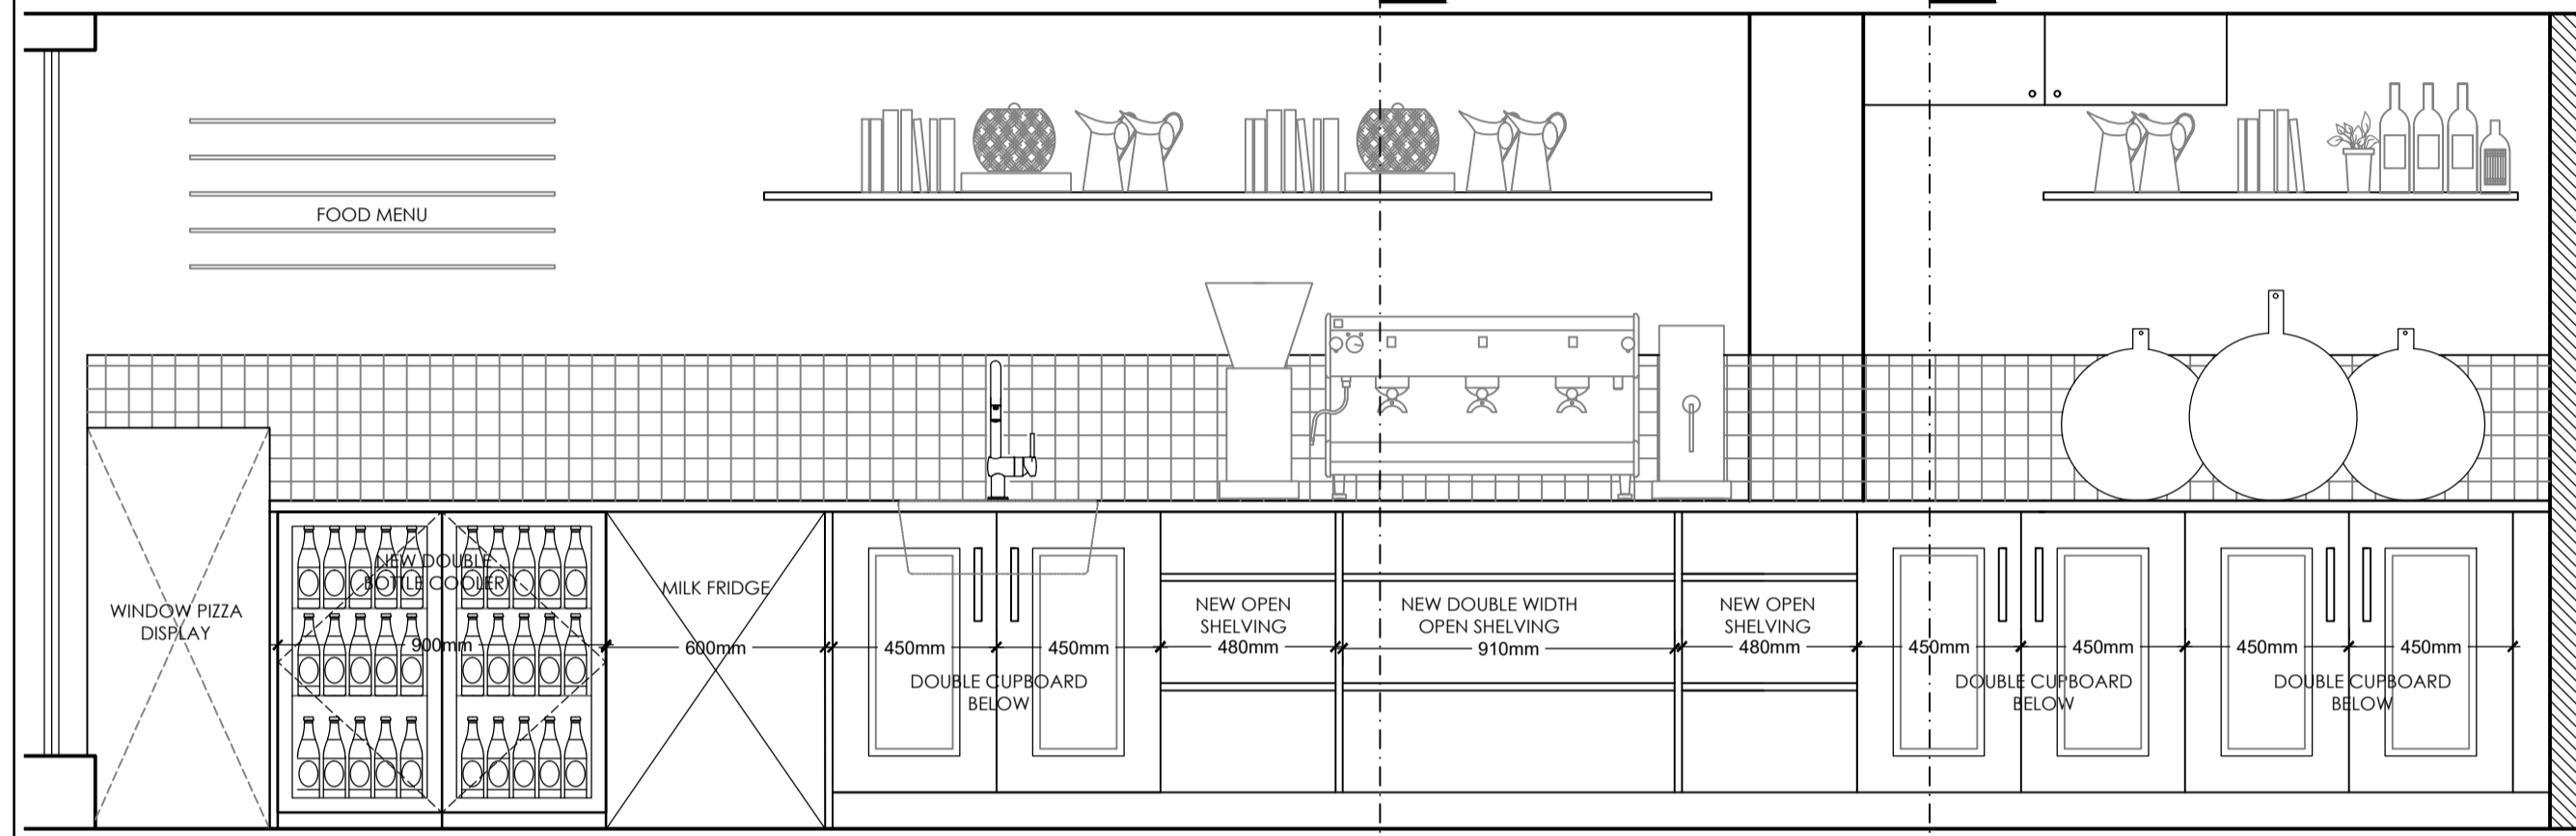 FOOD MENU
WINDOW PIZZA
DISPLAY
NEW DOUBLE
BOTTLE COOLER
900mm
MILK FRIDGE
600mm
450mm
450mm
DOUBLE CUPBOARD
BELOW
NEW OPEN
SHELVING
480mm
NEW DOUBLE WIDTH
OPEN SHELVING
910mm
NEW OPEN
SHELVING
480mm
450mm
450mm
DOUBLE CUPBOARD
BELOW
450mm
450mm
DOUBLE CUPBOARD
BELOW